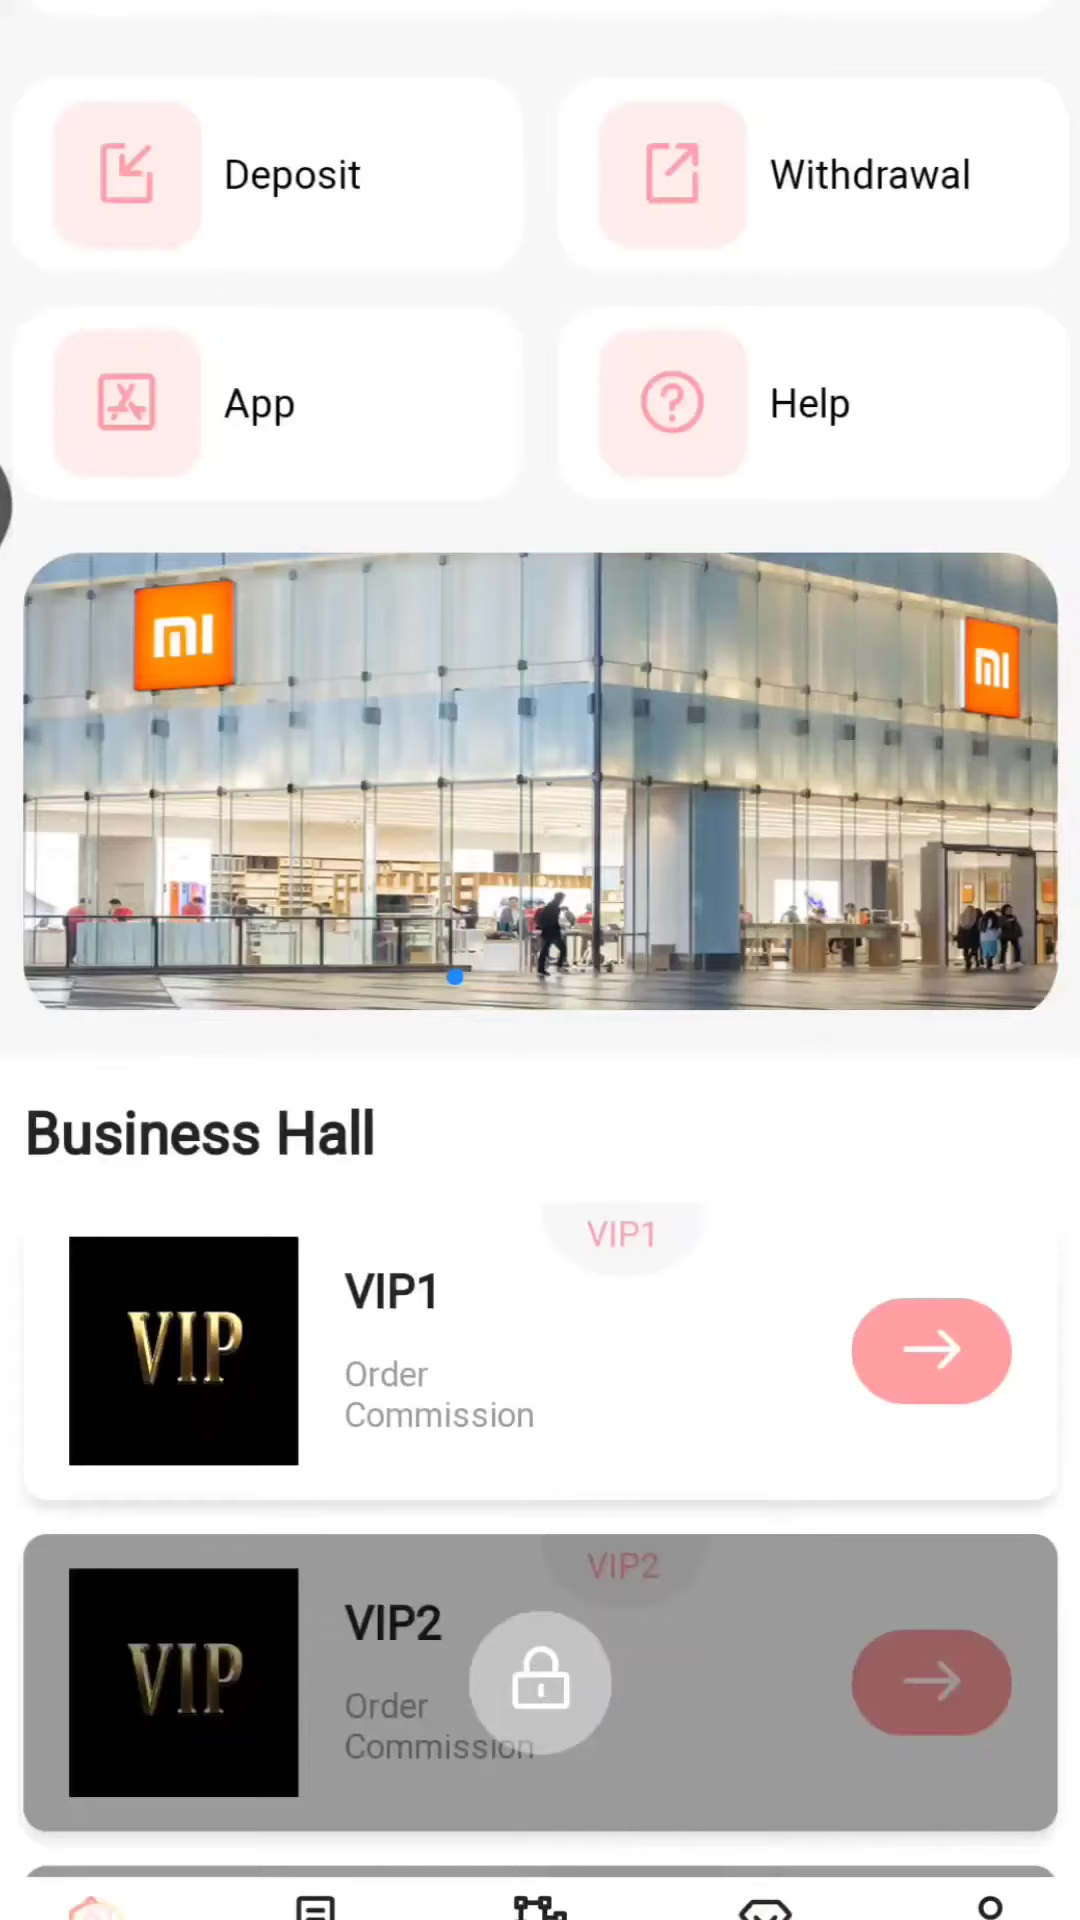 Deposit
Withdrawal
App
Help
mi
mi
Business Hall
VIP1
VIP
VIP1
Order
Commission
VIP2
VIP
VIP2
Order
Commission